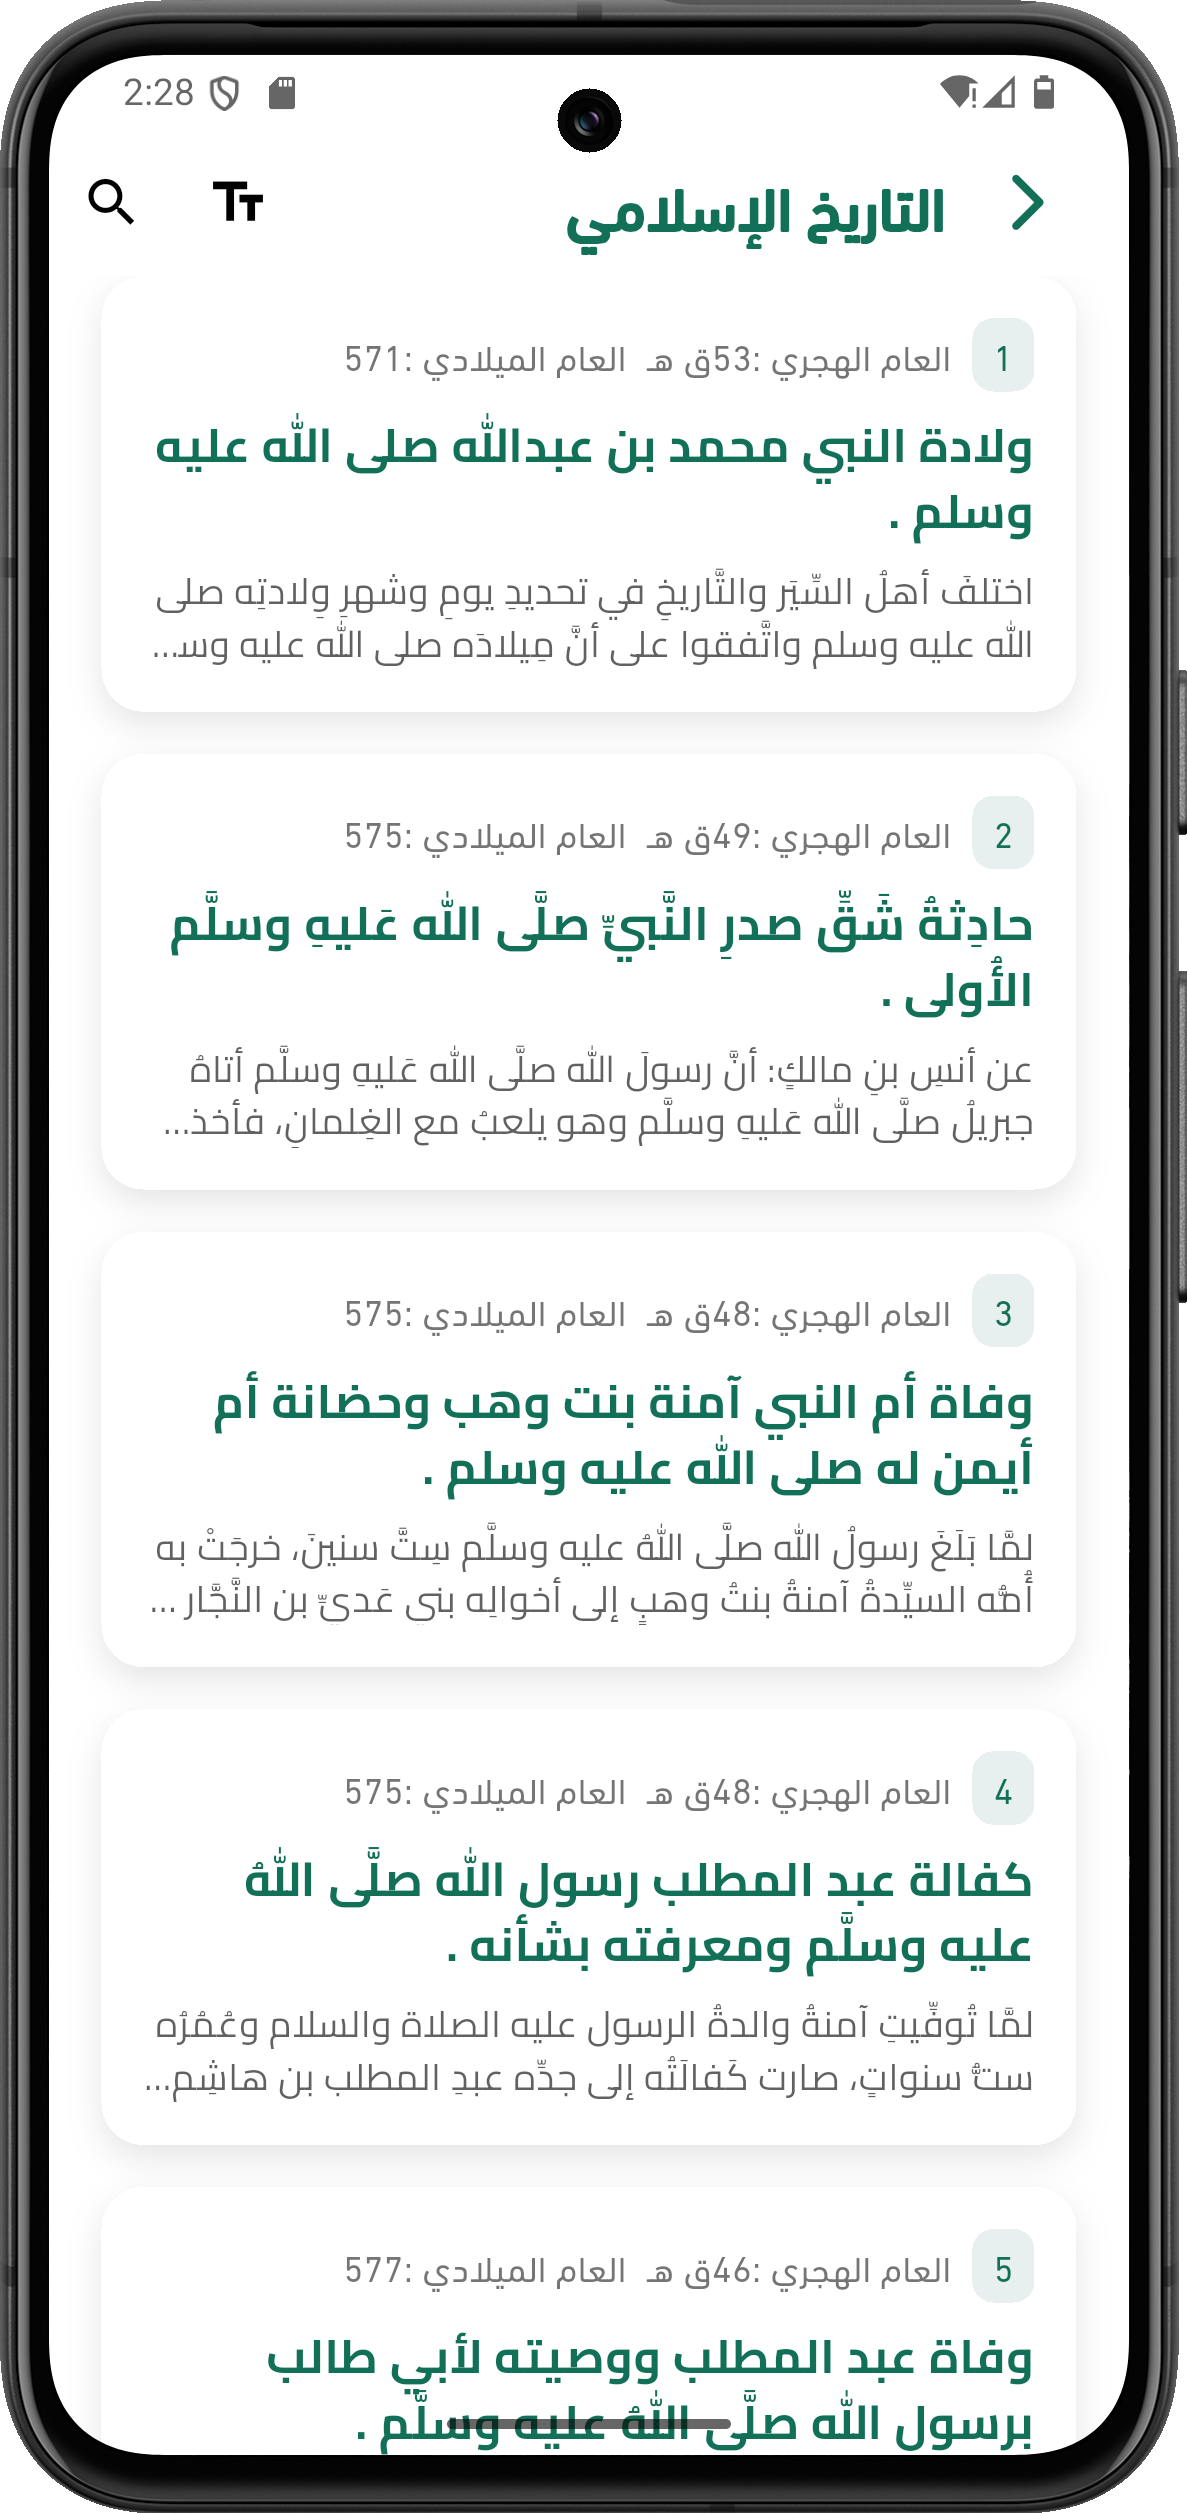 2:28
التاريخ الإسلامي
1
العام الهجري :53ق هـ العام الميلادي :571
ولادة النبي محمد بن عبدالله صلى الله عليه
وسلم .
اختلفَ أهلُ السِّيَر والتَّاريخِ في تحديدِ يومِ وشهرِ وِلادتِه صلى
الله عليه وسلم واتَّفقوا على أنَّ مِيلادَه صلى الله عليه وسـ...
2
العام الهجري :49ق هـ العام الميلادي :575
حادِثةُ شَقِّ صدرِ النَّبيِّ صلَّى الله عَليهِ وسلَّم
الأُولى .
عن أنسِ بنِ مالكٍ: أنَّ رسولَ الله صلَّى الله عَليهِ وسلَّم أتاهُ
جبريلُ صلَّى الله عَليهِ وسلَّم وهو يلعبُ مع الغِلمانِ، فأخذ...
3
العام الهجري :48ق هـ العام الميلادي :575
وفاة أم النبي آمنة بنت وهب وحضانة أم
أيمن له صلى الله عليه وسلم .
لمَّا بَلَغَ رسولُ الله صلَّى اللهُ عليه وسلَّم سِتَّ سنينَ، خرجَتْ به
أُمُّه السيِّدةُ آمنةُ بنتُ وهبٍ إلى أخوالِه بني عَديِّ بن النَّجَّار ...
4
العام الهجري :48ق هـ العام الميلادي :575
كفالة عبد المطلب رسول الله صلَّى اللهُ
عليه وسلَّم ومعرفته بشأنه .
لمَّا تُوفِّيتِ آمنةُ والدةُ الرسول عليه الصلاة والسلام وعُمُرُه
ستُّ سنواتٍ، صارت كَفالَتُه إلى جدِّه عبدِ المطلب بن هاشِم...
5
العام الهجري :46ق هـ العام الميلادي :577
وفاة عبد المطلب ووصيته لأبي طالب
برسول الله صلَّى اللهُ عليه وسلَّم .